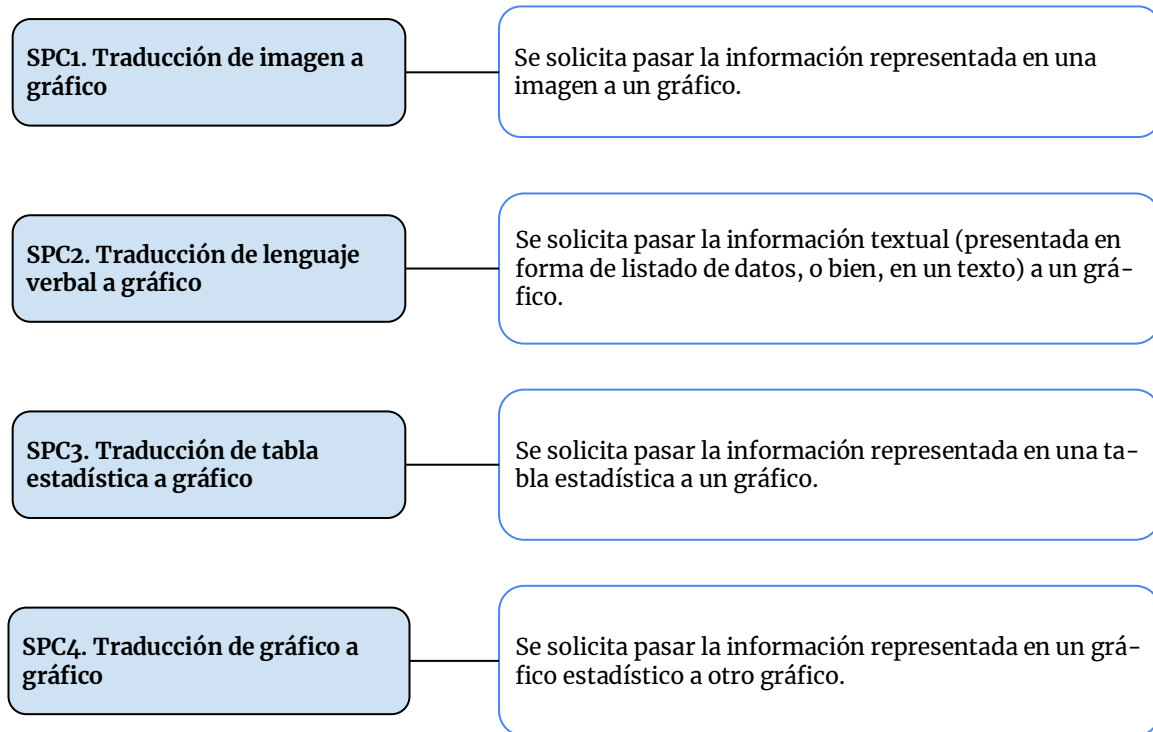 SPC1. Traducción de imagen a
gráfico
Se solicita pasar la información representada en una
imagen a un gráfico.
SPC2. Traducción de lenguaje
verbal a gráfico
Se solicita pasar la información textual (presentada en
forma de listado de datos, o bien, en un texto) a un grá-
fico.
SPC3. Traducción de tabla
estadística a gráfico
Se solicita pasar la información representada en una ta-
bla estadística a un gráfico.
SPC4. Traducción de gráfico a
gráfico
Se solicita pasar la información representada en un grá-
fico estadístico a otro gráfico.